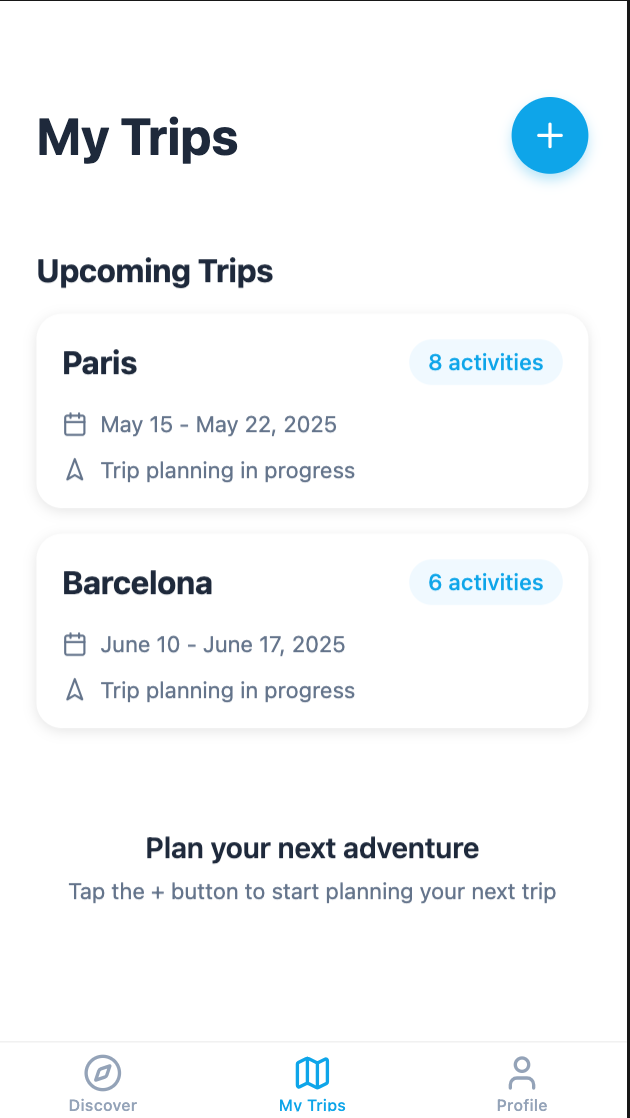 My Trips
+
Upcoming Trips
Paris
8 activities
May 15 - May 22, 2025
Trip planning in progress
Barcelona
6 activities
June 10 - June 17, 2025
Trip planning in progress
Plan your next adventure
Tap the + button to start planning your next trip
Discover
My Trips
Profile